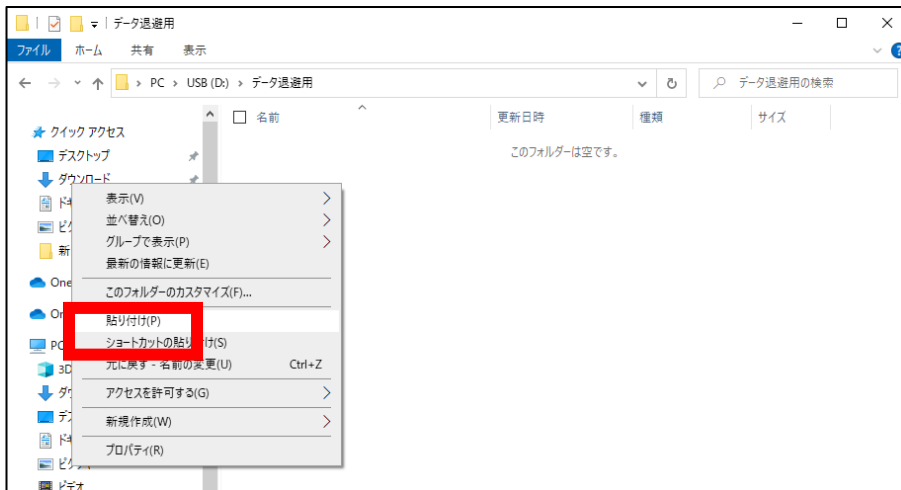 データ退避用
ファイル ホーム 共有 表示
PC > USB (D:) > データ退避用
データ退避用の検索
名前 更新日時 種類 サイズ
クイック アクセス
このフォルダーは空です。
デスクトップ
ダウンロード
表示(V)
並べ替え(O)
グループで表示(P)
新
最新の情報に更新(E)
One
このフォルダーのカスタマイズ(F)...
貼り付け(P)
PC
ショートカットの貼り付け(S)
元に戻す - 名前の変更(U) Ctrl+Z
3D
アクセスを許可する(G)
新規作成(W)
プロパティ(R)
ビデオ